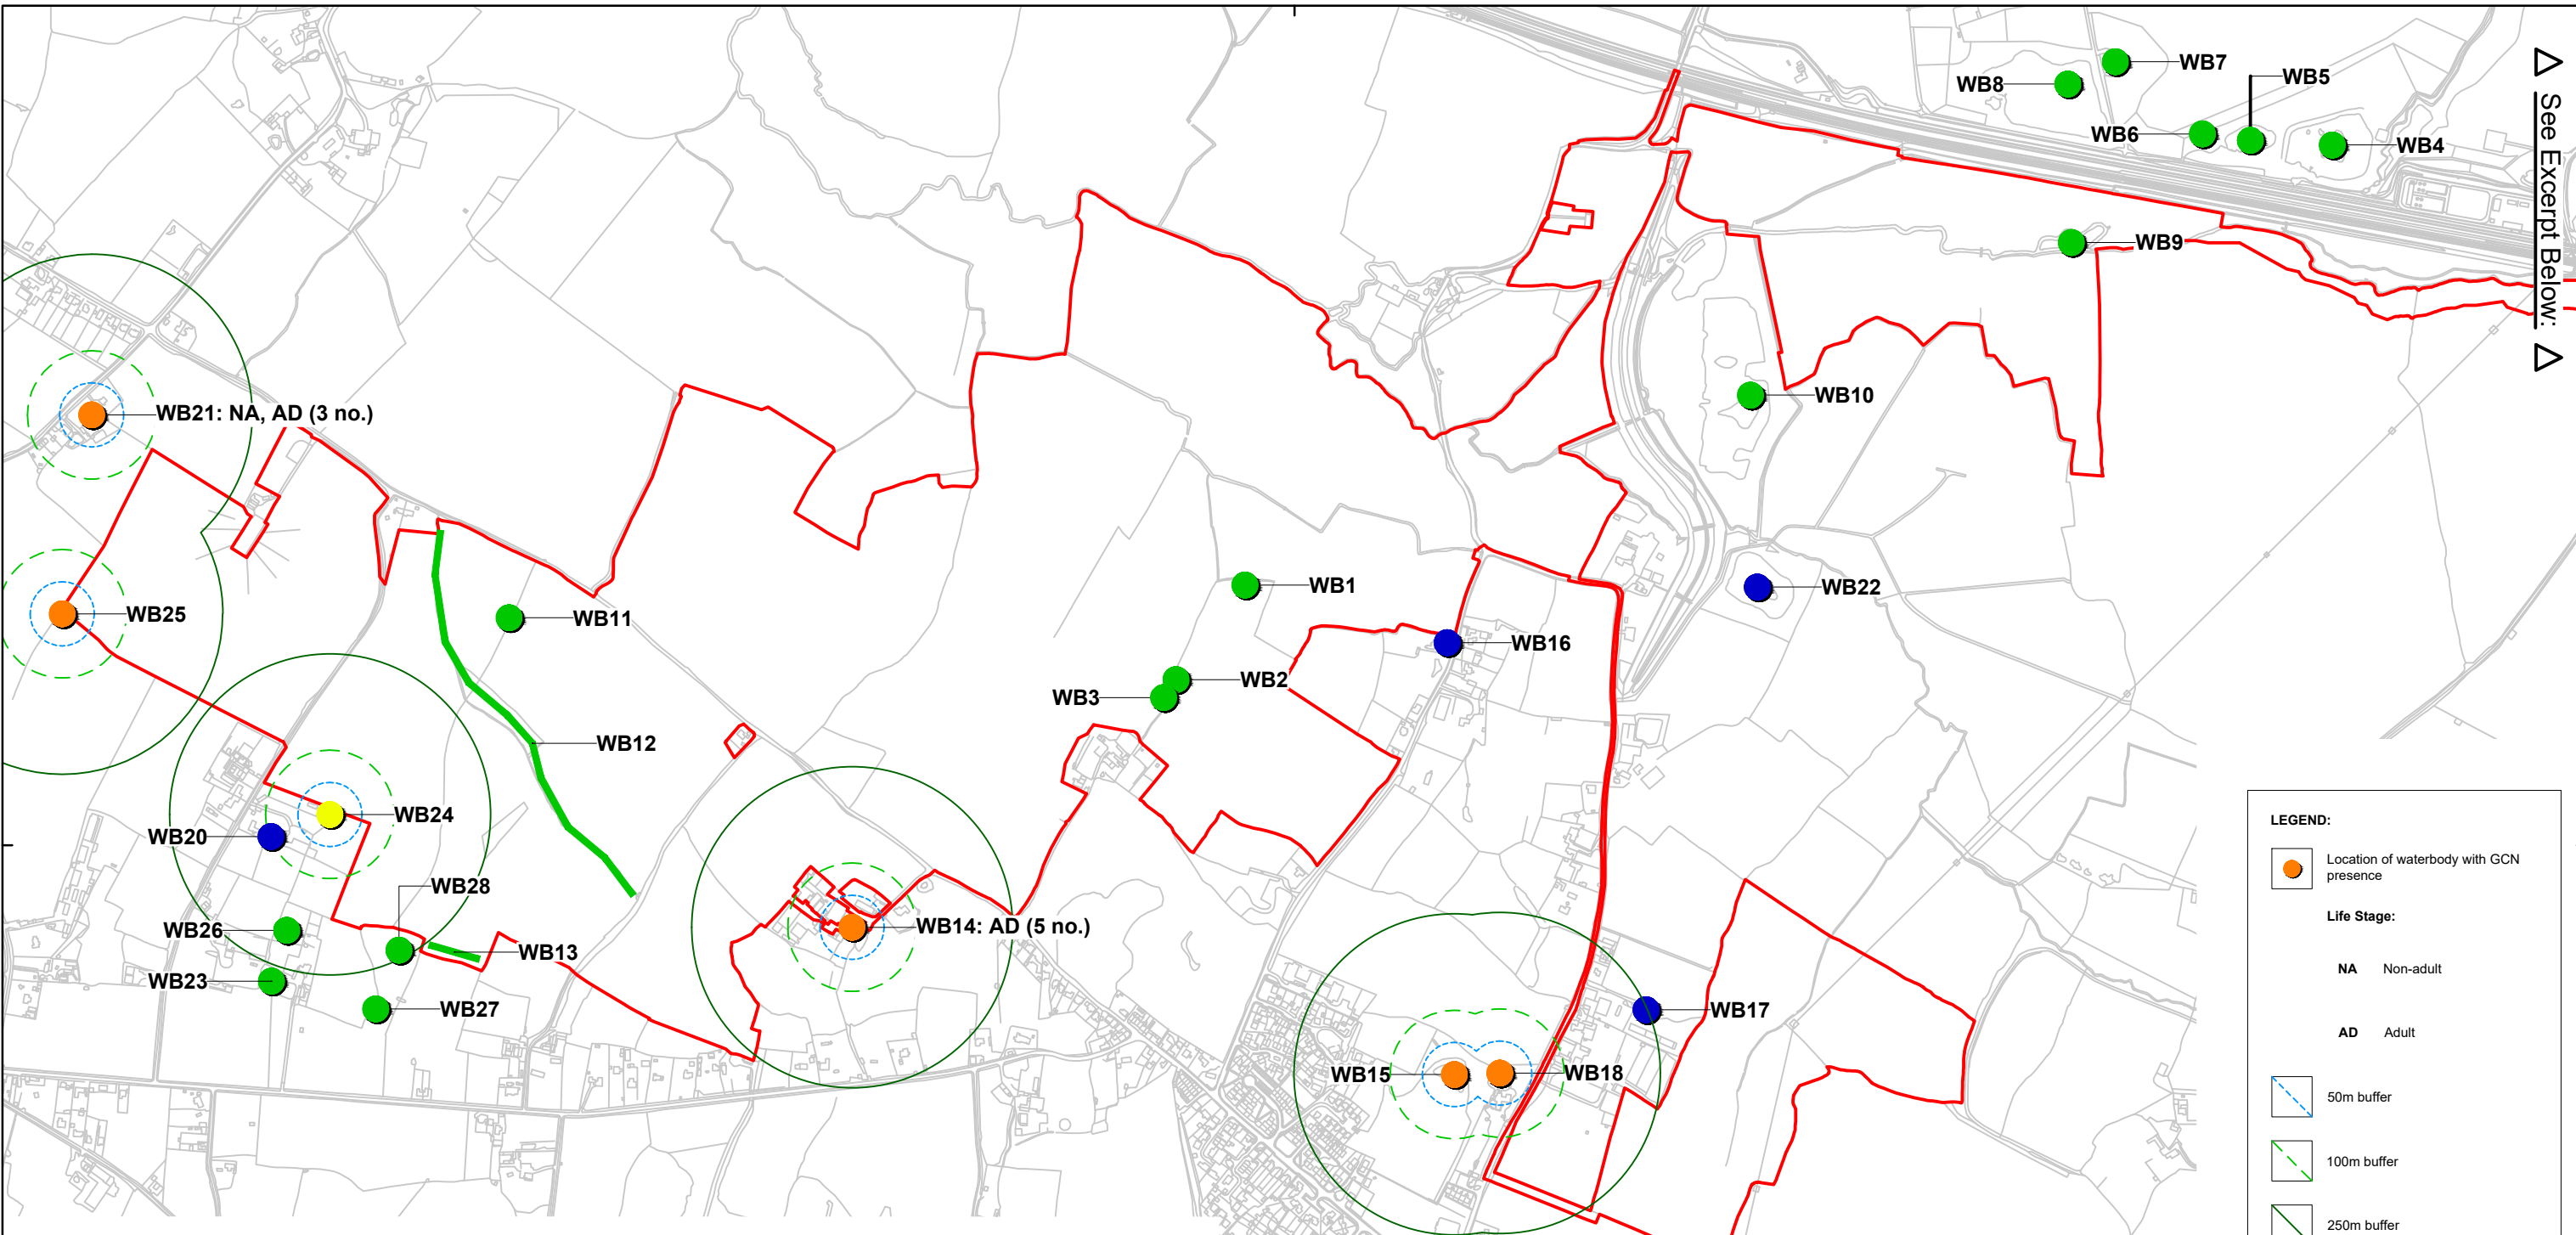 WB7
WB8
WB5
WB6
WB4
See Excerpt Below:
WB9
WB10
WB21: NA, AD (3 no.)
WB25
WB11
WB1
WB22
WB16
WB2
WB3
WB12
WB24
WB20
WB28
WB26
WB14: AD (5 no.)
WB13
WB23
WB27
WB17
WB15
WB18
LEGEND:
Location of waterbody with GCN
presence
Life Stage:
NA Non-adult
AD Adult
50m buffer
100m buffer
250m buffer